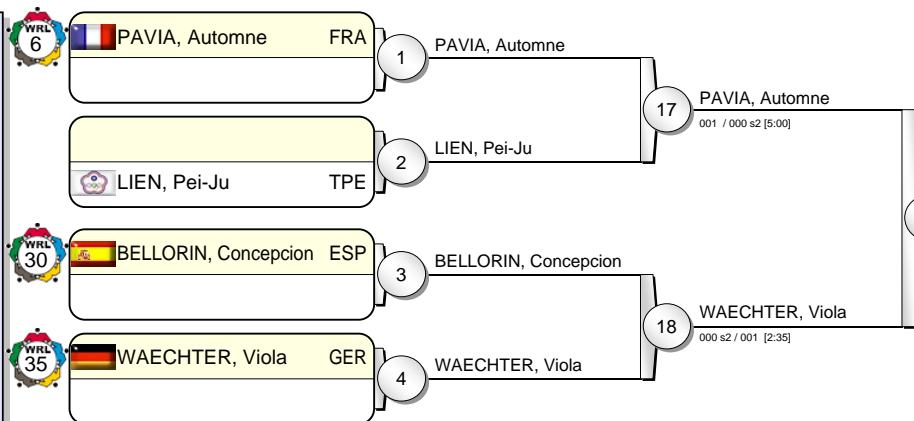 WRL
6
PAVIA, Automne FRA
1
PAVIA, Automne
17
PAVIA, Automne
001 / 000 s2 [5:00]
LIEN, Pei-Ju TPE
2
LIEN, Pei-Ju
WRL
30
BELLORIN, Concepcion ESP
3
BELLORIN, Concepcion
18
WAECHTER, Viola
000 s2 / 001 [2:35]
WRL
35
WAECHTER, Viola GER
4
WAECHTER, Viola